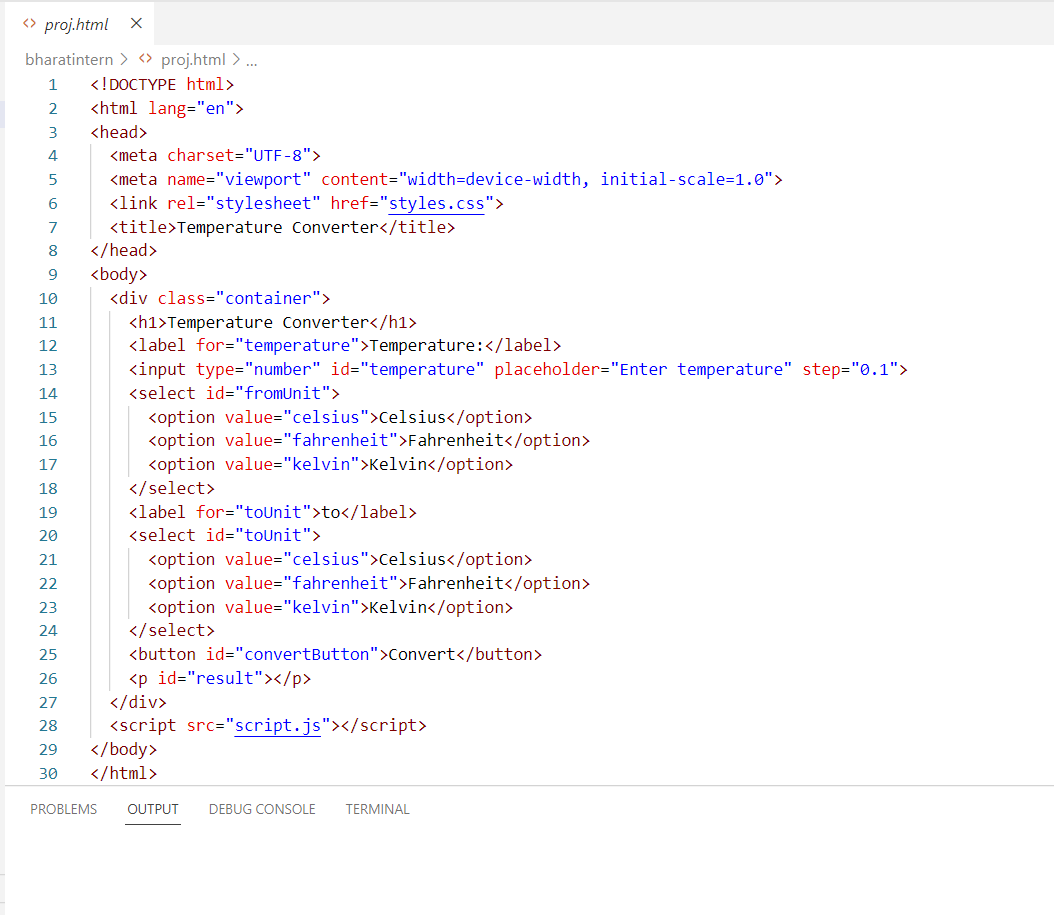 proj.html
bharatintern > proj.html > ...
1 <!DOCTYPE html>
2 <html lang="en">
3 <head>
4   <meta charset="UTF-8">
5   <meta name="viewport" content="width=device-width, initial-scale=1.0">
6   <link rel="stylesheet" href="styles.css">
7   <title>Temperature Converter</title>
8 </head>
9 <body>
10   <div class="container">
11     <h1>Temperature Converter</h1>
12     <label for="temperature">Temperature:</label>
13     <input type="number" id="temperature" placeholder="Enter temperature" step="0.1">
14     <select id="fromUnit">
15       <option value="celsius">Celsius</option>
16       <option value="fahrenheit">Fahrenheit</option>
17       <option value="kelvin">Kelvin</option>
18     </select>
19     <label for="toUnit">to</label>
20     <select id="toUnit">
21       <option value="celsius">Celsius</option>
22       <option value="fahrenheit">Fahrenheit</option>
23       <option value="kelvin">Kelvin</option>
24     </select>
25     <button id="convertButton">Convert</button>
26     <p id="result"></p>
27   </div>
28   <script src="script.js"></script>
29 </body>
30 </html>
PROBLEMS OUTPUT DEBUG CONSOLE TERMINAL